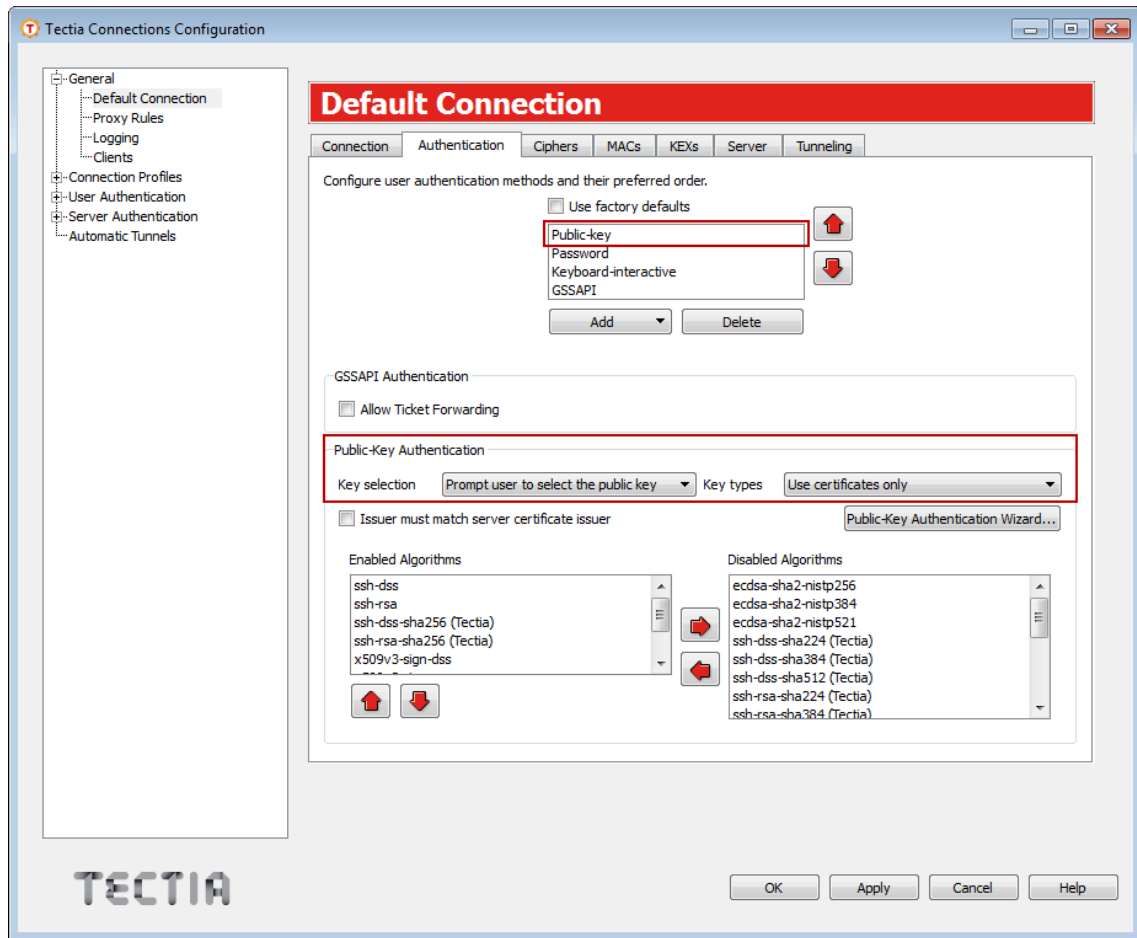 Tectia Connections Configuration
General
Default Connection
Proxy Rules
Logging
Clients
Connection Profiles
User Authentication
Server Authentication
Automatic Tunnels
Default Connection
Connection Authentication Ciphers MACs KEXs Server Tunneling
Configure user authentication methods and their preferred order.
Use factory defaults
Public-key
Password
Keyboard-interactive
GSSAPI
Add Delete
GSSAPI Authentication
Allow Ticket Forwarding
Public-Key Authentication
Key selection Prompt user to select the public key Key types Use certificates only
Issuer must match server certificate issuer Public-Key Authentication Wizard...
Enabled Algorithms
ssh-dss
ssh-rsa
ssh-dss-sha256 (Tectia)
ssh-rsa-sha256 (Tectia)
x509v3-sign-dss
Disabled Algorithms
ecdsa-sha2-nistp256
ecdsa-sha2-nistp384
ecdsa-sha2-nistp521
ssh-dss-sha224 (Tectia)
ssh-dss-sha384 (Tectia)
ssh-dss-sha512 (Tectia)
ssh-rsa-sha224 (Tectia)
ssh-rsa-sha384 (Tectia)
TECTIA
OK Apply Cancel Help